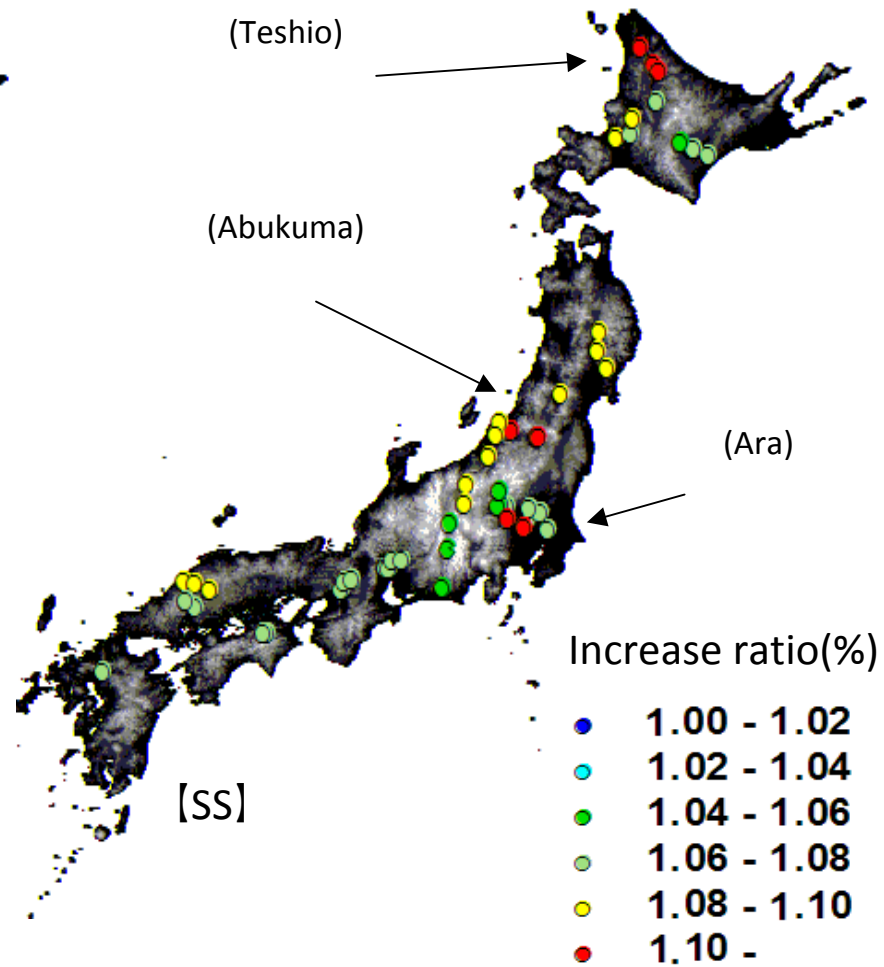 (Teshio)
(Abukuma)
(Ara)
Increase ratio(%)
1.00 - 1.02
1.02 - 1.04
1.04 - 1.06
1.06 - 1.08
1.08 - 1.10
1.10 -
【SS】